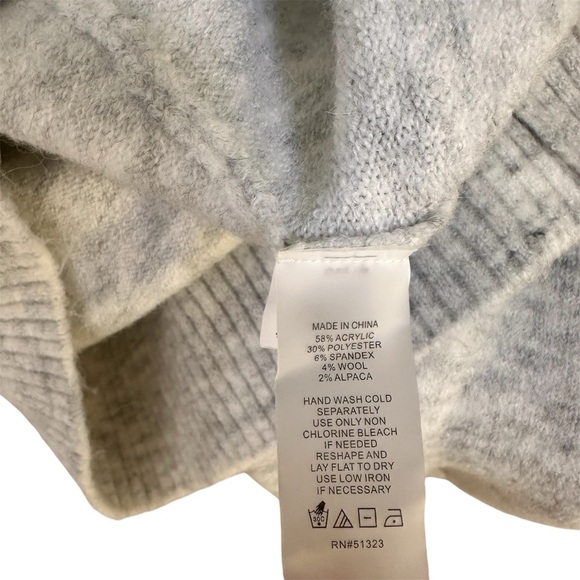 MADE IN CHINA
58% ACRYLIC
30% POLYESTER
6% SPANDEX
4% WOOL
2% ALPACA
HAND WASH COLD
SEPARATELY
USE ONLY NON
CHLORINE BLEACH
IF NEEDED
RESHAPE AND
LAY FLAT TO DRY
USE LOW IRON
IF NECESSARY
30C
RN#51323